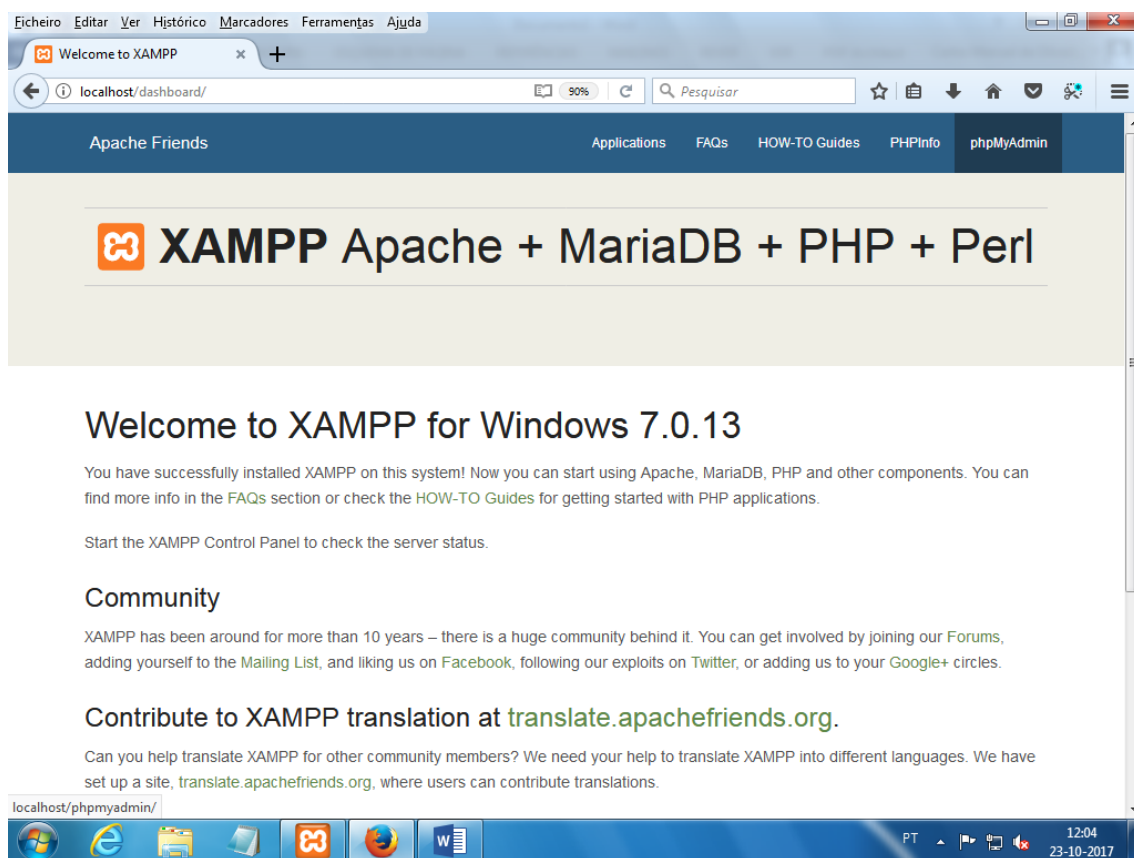 Ficheiro Editar Ver Histórico Marcadores Ferramentas Ajuda
Welcome to XAMPP
localhost/dashboard/ 90% Pesquisar
Apache Friends Applications FAQs HOW-TO Guides PHPInfo phpMyAdmin
XAMPP Apache + MariaDB + PHP + Perl
Welcome to XAMPP for Windows 7.0.13
You have successfully installed XAMPP on this system! Now you can start using Apache, MariaDB, PHP and other components. You can
find more info in the FAQs section or check the HOW-TO Guides for getting started with PHP applications.
Start the XAMPP Control Panel to check the server status.
Community
XAMPP has been around for more than 10 years – there is a huge community behind it. You can get involved by joining our Forums,
adding yourself to the Mailing List, and liking us on Facebook, following our exploits on Twitter, or adding us to your Google+ circles.
Contribute to XAMPP translation at translate.apachefriends.org.
Can you help translate XAMPP for other community members? We need your help to translate XAMPP into different languages. We have
set up a site, translate.apachefriends.org, where users can contribute translations.
localhost/phpmyadmin/
PT 12:04
23-10-2017